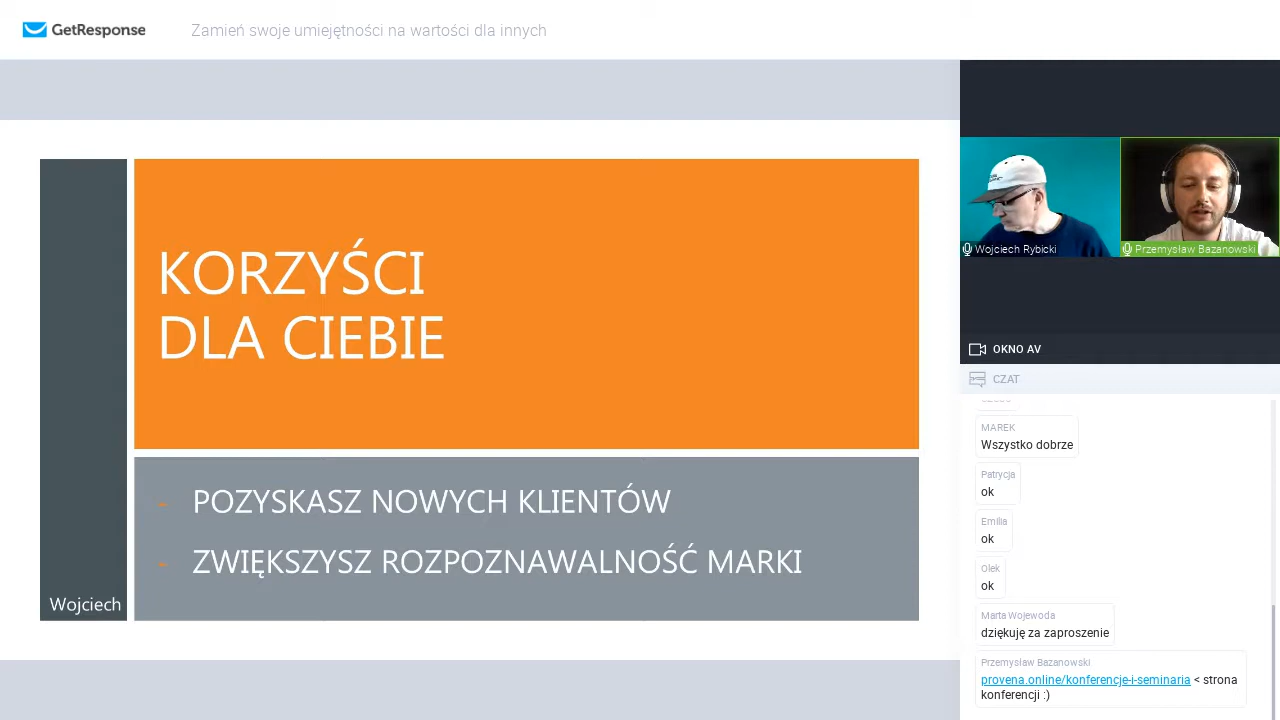 GetResponse
Zamień swoje umiejętności na wartości dla innych
KORZYŚCI
DLA CIEBIE
- POZYSKASZ NOWYCH KLIENTÓW
- ZWIĘKSZYSZ ROZPOZNAWALNOŚĆ MARKI
Wojciech
Wojciech Rybicki
Przemysław Bazanowski
OKNO AV
CZAT
MAREK
Wszystko dobrze
Patrycja
ok
Emilia
ok
Olek
ok
Marta Wojewoda
dziękuję za zaproszenie
Przemysław Bazanowski
provena.online/konferencje-i-seminaria < strona
konferencji :)